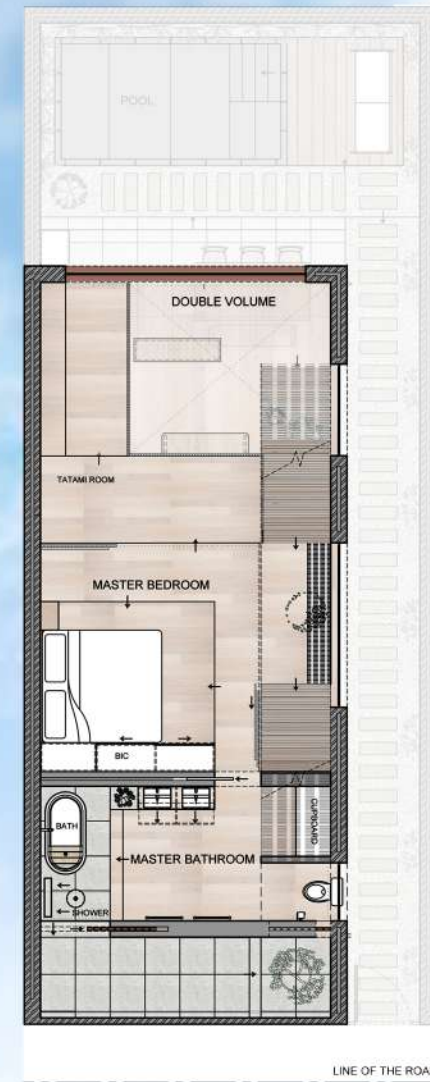 POOL
DOUBLE VOLUME
TATAMI ROOM
MASTER BEDROOM
BIC
CUPBOARD
BATH
MASTER BATHROOM
SHOWER
LINE OF THE ROA